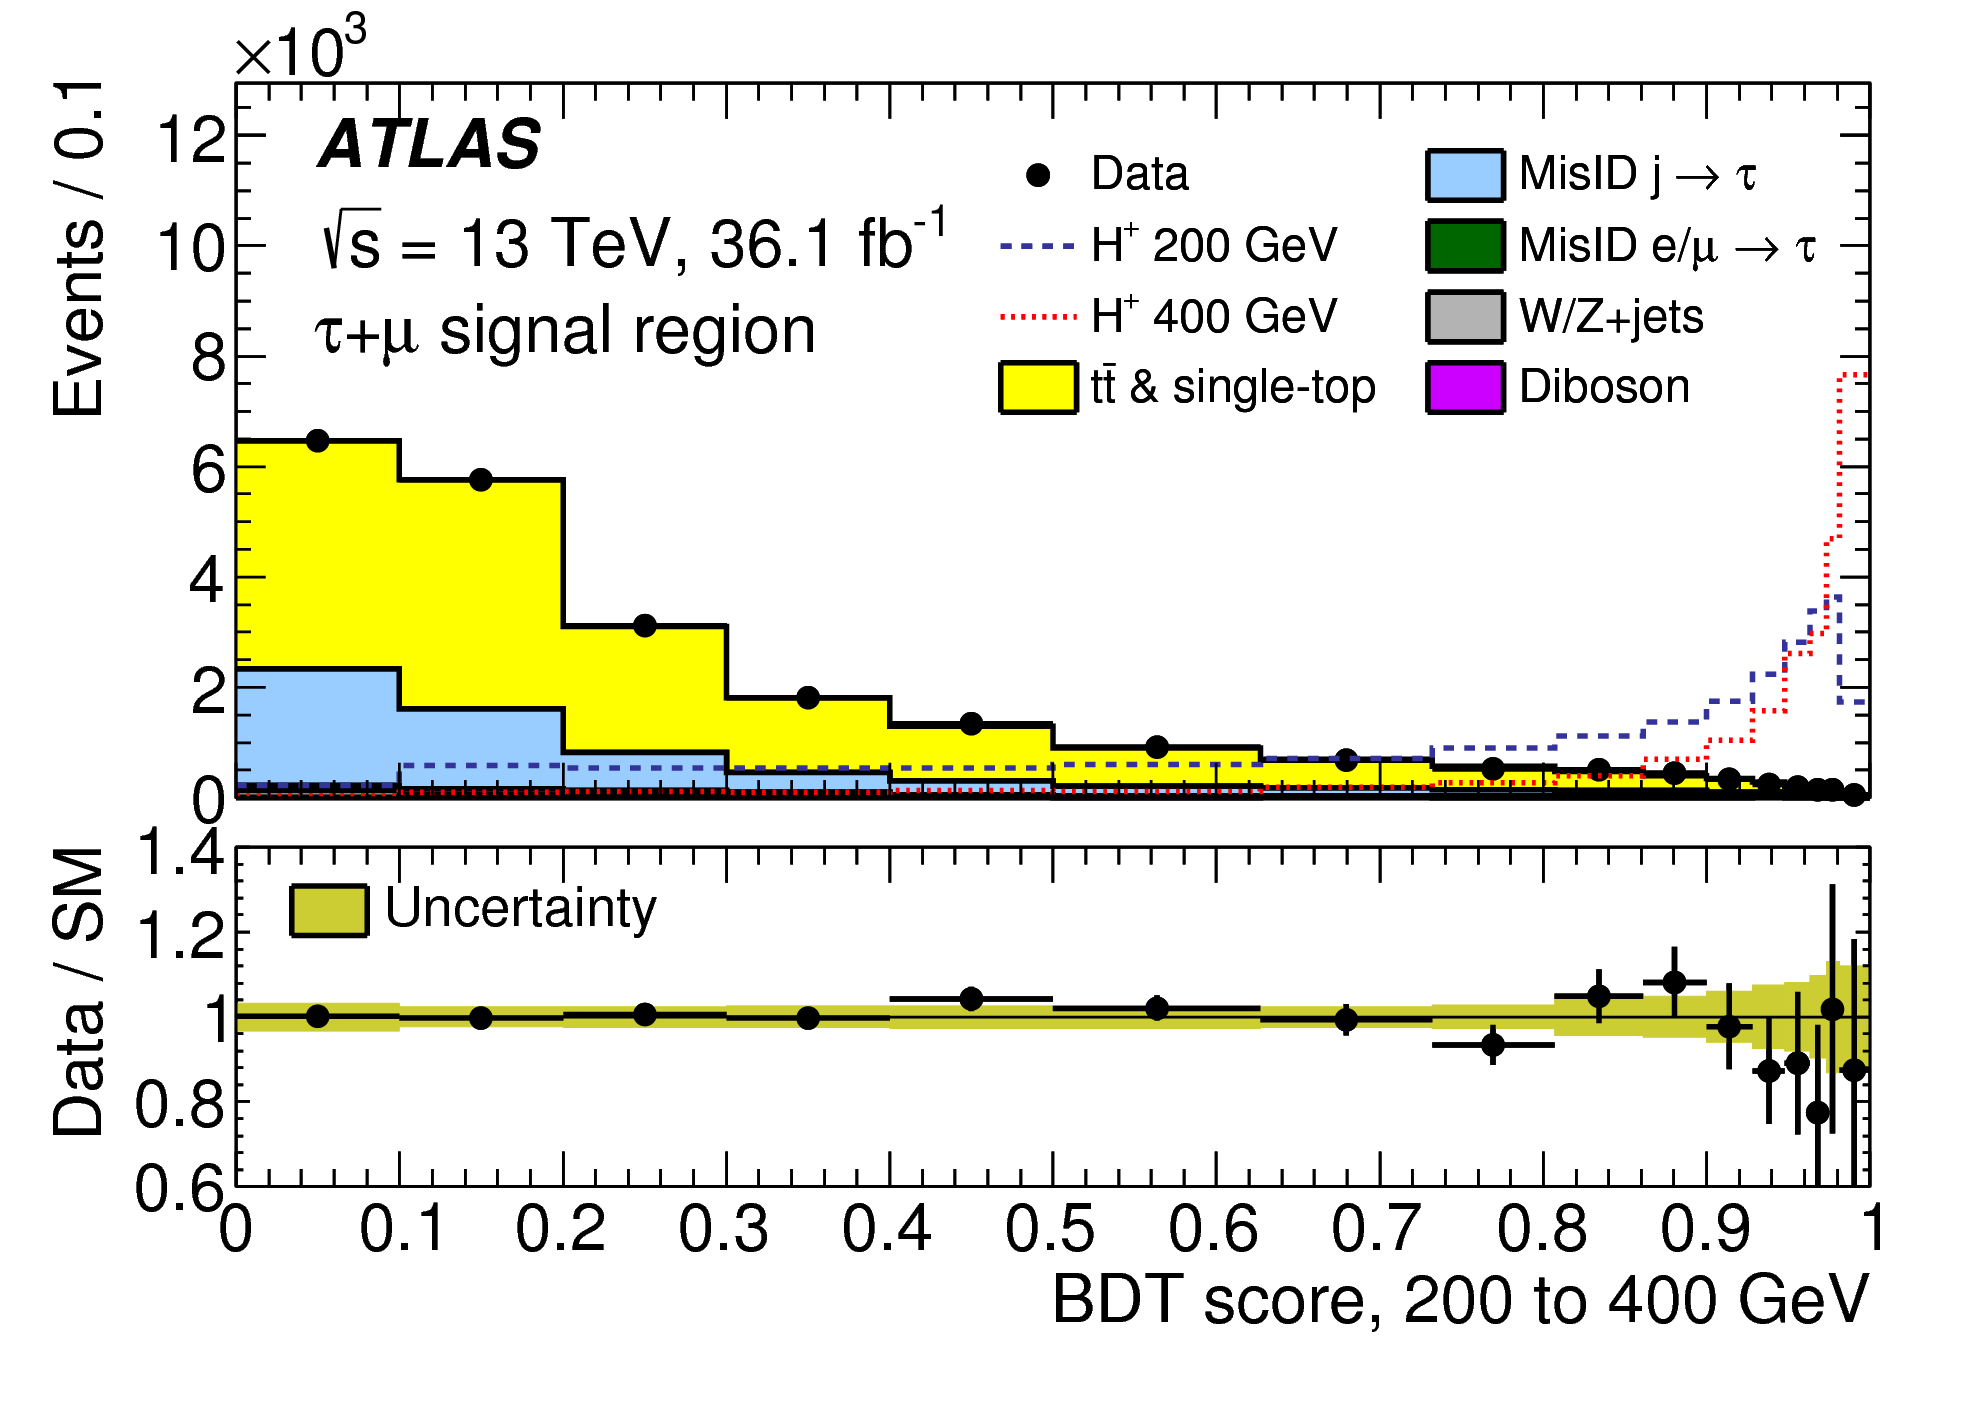 ×10³
Events / 0.1
12
10
8
6
4
2
0
ATLAS
√s = 13 TeV, 36.1 fb⁻¹
τ+μ signal region
Data
H⁺ 200 GeV
H⁺ 400 GeV
tt̄ & single-top
MisID j → τ
MisID e/μ → τ
W/Z+jets
Diboson
Data / SM
1.4
1.2
1
0.8
0.6
Uncertainty
0 0.1 0.2 0.3 0.4 0.5 0.6 0.7 0.8 0.9 1
BDT score, 200 to 400 GeV